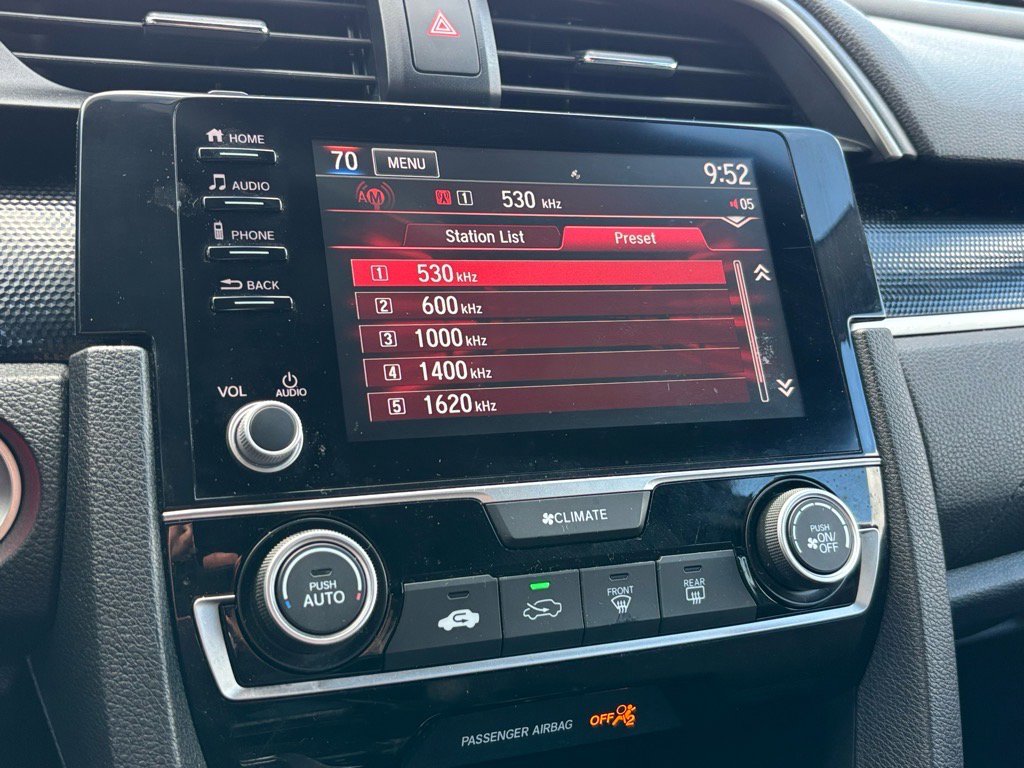 HOME
AUDIO
PHONE
BACK
VOL
AUDIO
70 MENU 9:52
AM 1 530 kHz 05
Station List Preset
1 530 kHz
2 600 kHz
3 1000 kHz
4 1400 kHz
5 1620 kHz
CLIMATE
PUSH
AUTO
FRONT
REAR
PUSH
ON/
OFF
PASSENGER AIRBAG OFF 2